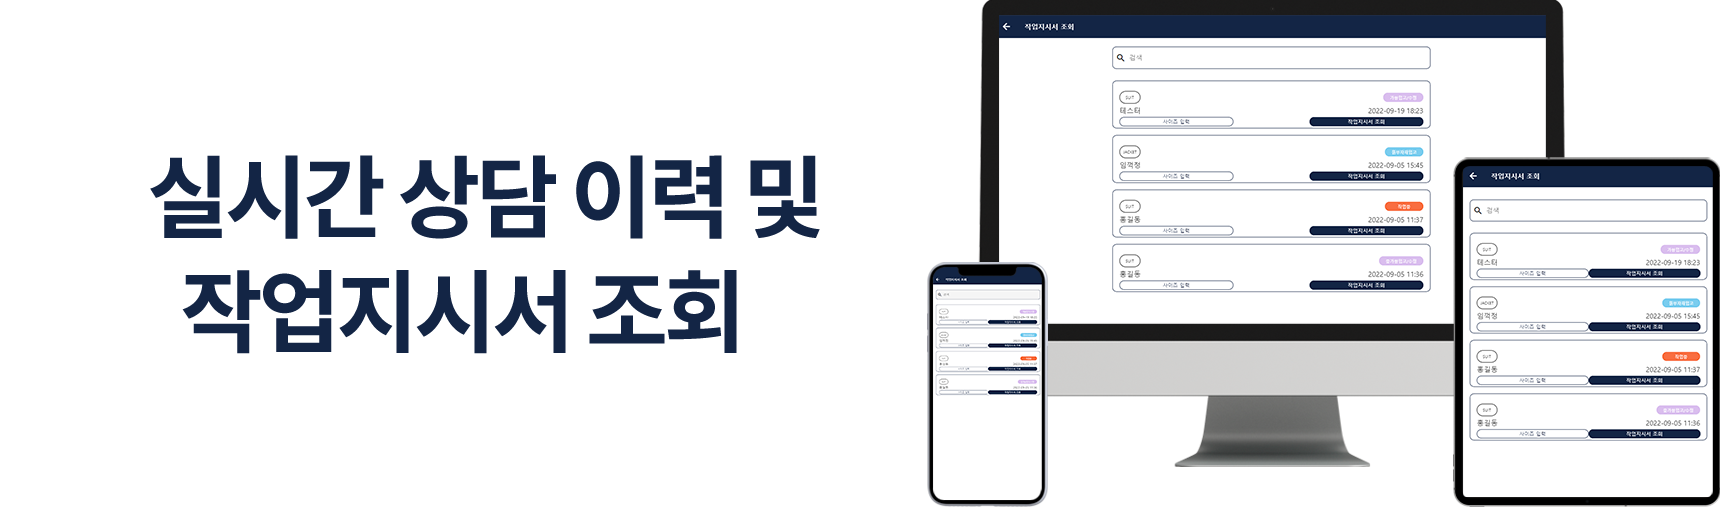 실시간 상담 이력 및
작업지시서 조회
작업지시서 조회
검색
SUIT
테스터
2022-09-19 18:23
사이즈 입력
작업지시서 조회
JACKET
임꺽정
2022-09-05 15:45
사이즈 입력
작업지시서 조회
SUIT
작업중
홍길동
2022-09-05 11:37
사이즈 입력
작업지시서 조회
SUIT
홍길동
2022-09-05 11:36
사이즈 입력
작업지시서 조회
작업지시서 조회
검색
작업지시서 조회
검색
SUIT
테스터
2022-09-19 18:23
사이즈 입력
작업지시서 조회
JACKET
임꺽정
2022-09-05 15:45
사이즈 입력
작업지시서 조회
SUIT
작업중
홍길동
2022-09-05 11:37
사이즈 입력
작업지시서 조회
SUIT
홍길동
2022-09-05 11:36
사이즈 입력
작업지시서 조회